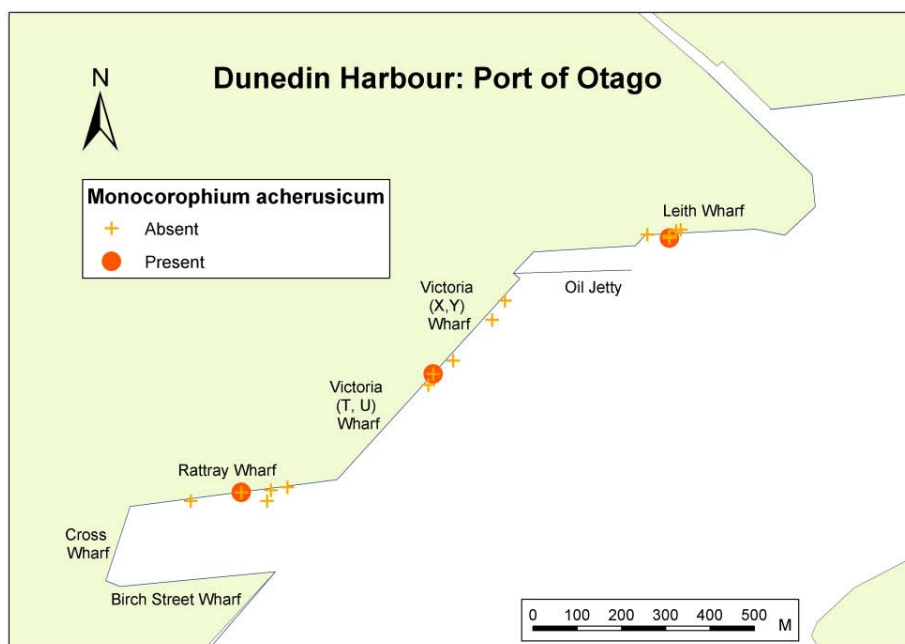 Dunedin Harbour: Port of Otago
N
Monocorophium acherusicum
Absent
Present
Leith Wharf
Oil Jetty
Victoria
(X,Y)
Wharf
Victoria
(T, U)
Wharf
Rattray Wharf
Cross
Wharf
Birch Street Wharf
0 100 200 300 400 500 M